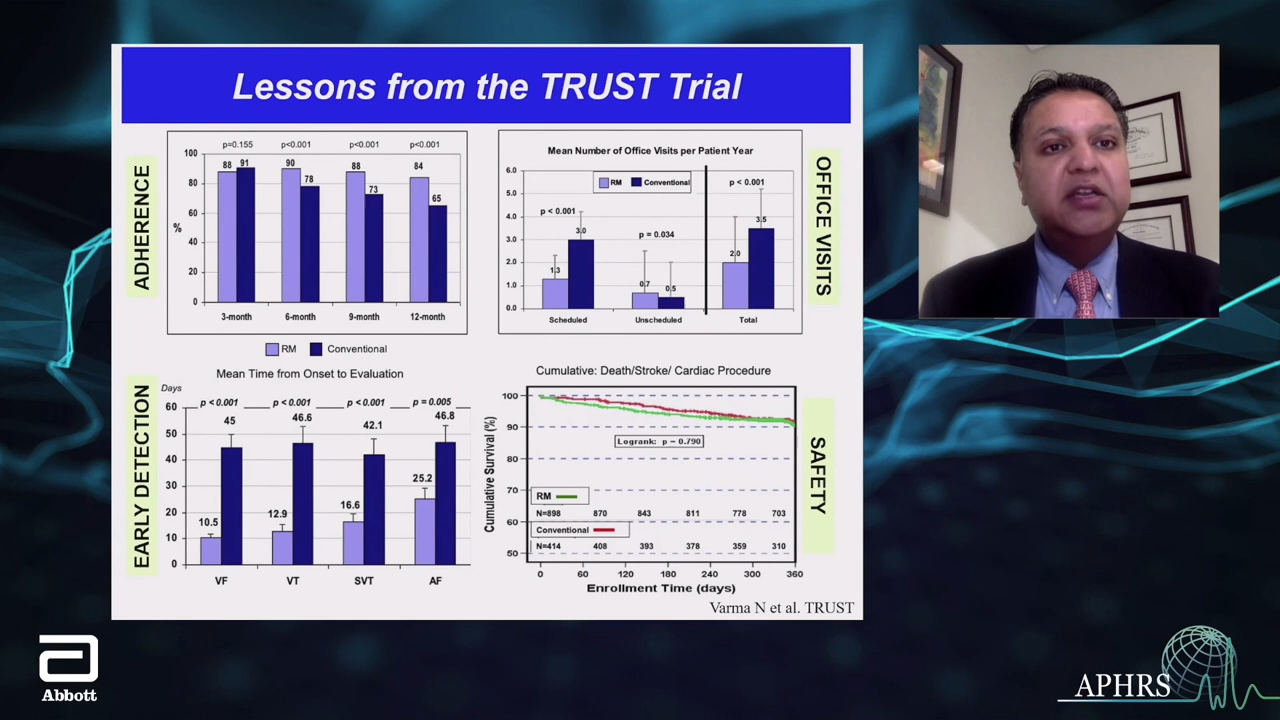 Lessons from the TRUST Trial
ADHERENCE
p=0.155 p<0.001 p<0.001 p<0.001
100
80
60
%
40
20
0
88 91 90 78 88 73 84 65
3-month 6-month 9-month 12-month
RM Conventional
OFFICE VISITS
Mean Number of Office Visits per Patient Year
RM Conventional
6.0
5.0
4.0
3.0
2.0
1.0
0.0
p < 0.001
p = 0.034
p < 0.001
1.3 3.0 0.7 0.5 2.0 3.5
Scheduled Unscheduled Total
EARLY DETECTION
Mean Time from Onset to Evaluation
Days
60
50
40
30
20
10
0
p < 0.001 p < 0.001 p < 0.001 p = 0.005
10.5 45 12.9 46.6 16.6 42.1 25.2 46.8
VF VT SVT AF
SAFETY
Cumulative: Death/Stroke/ Cardiac Procedure
Cumulative Survival (%)
100
90
80
70
60
50
Logrank: p = 0.790
RM
N=898 870 843 811 778 703
Conventional
N=414 408 393 378 359 310
0 60 120 180 240 300 360
Enrollment Time (days)
Varma N et al. TRUST
Abbott
APHRS